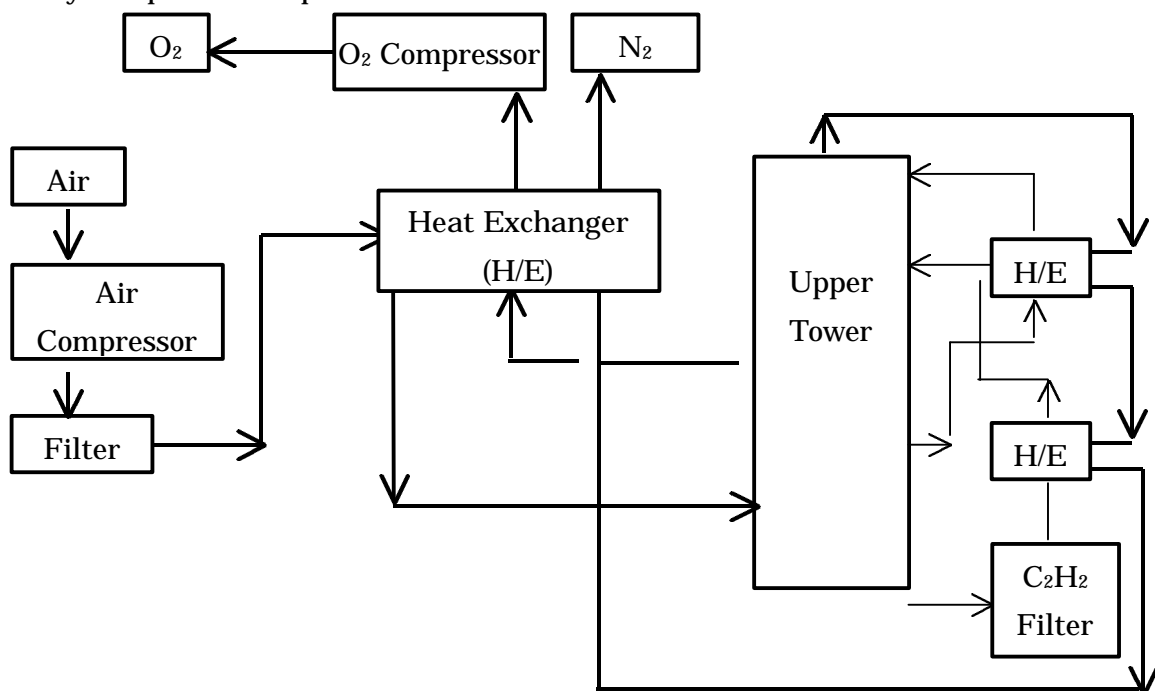 O₂
O₂ Compressor
N₂
Air
Heat Exchanger
(H/E)
Air
Compressor
Filter
Upper
Tower
H/E
H/E
C₂H₂
Filter